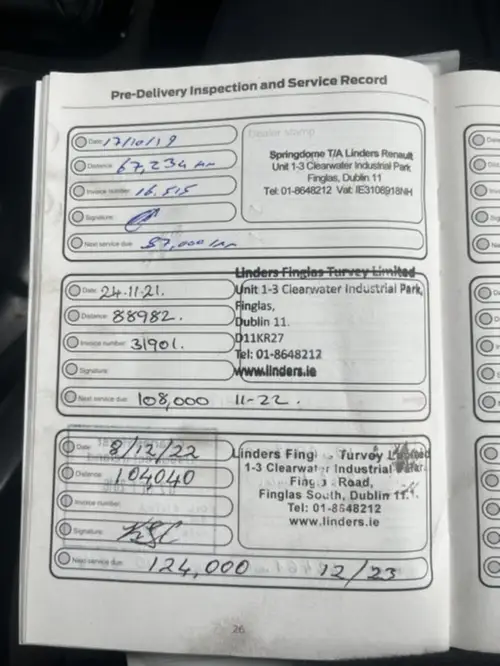 Pre-Delivery Inspection and Service Record
Date: 17/10/19
Distance: 67,234 km
Invoice number: 16,515
Signature:
Next service due: 87,000 km
Dealer stamp
Springdome T/A Linders Renault
Unit 1-3 Clearwater Industrial Park
Finglas, Dublin 11
Tel: 01-8648212 Vat: IE3106918NH
Date: 24.11.21.
Distance: 88982.
Invoice number: 31901.
Signature:
Next service due: 108,000 11-22.
Linders Finglas Turvey Limited
Unit 1-3 Clearwater Industrial Park,
Finglas,
Dublin 11.
D11KR27
Tel: 01-8648212
www.linders.ie
Date: 8/12/22
Distance: 104040
Invoice number:
Signature:
Next service due: 124,000 12/23
Linders Turvey Limited
1-3 Clearwater Industrial
Road,
Finglas South, Dublin 11.
Tel: 01-8648212
www.linders.ie
26